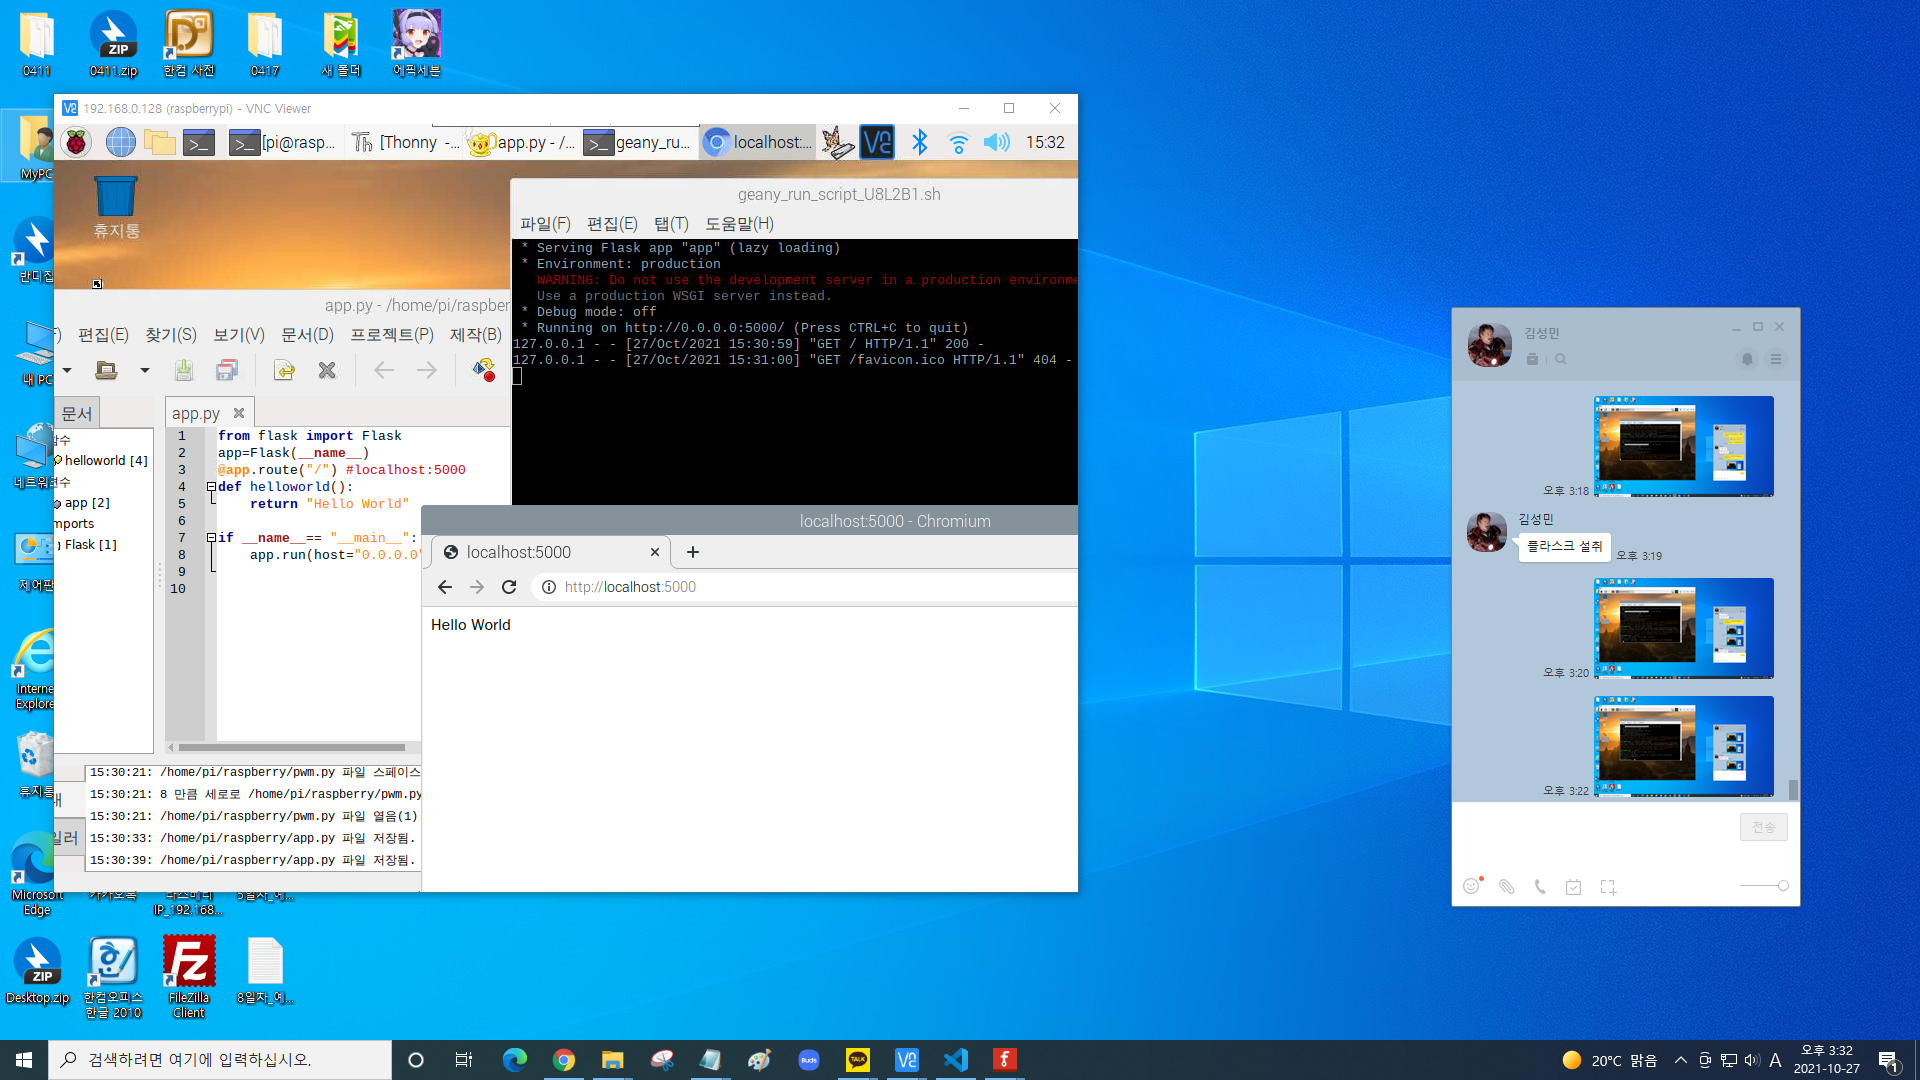 0411
0411.zip
한컴 사전
0417
새 폴더
에픽세븐
MyPC
반디집
내 PC
네트워크
제어판
Internet
Explorer
휴지통
Microsoft
Edge
IP_192.168...
Desktop.zip
한컴오피스
한글 2010
FileZilla
Client
8일차_예...
192.168.0.128 (raspberrypi) - VNC Viewer
[pi@rasp...
[Thonny -...
app.py - /...
geany_ru...
localhost:...
15:32
휴지통
geany_run_script_U8L2B1.sh
파일(F) 편집(E) 탭(T) 도움말(H)
* Serving Flask app "app" (lazy loading)
* Environment: production
WARNING: Do not use the development server in a production environme
Use a production WSGI server instead.
* Debug mode: off
* Running on http://0.0.0.0:5000/ (Press CTRL+C to quit)
127.0.0.1 - - [27/Oct/2021 15:30:59] "GET / HTTP/1.1" 200 -
127.0.0.1 - - [27/Oct/2021 15:31:00] "GET /favicon.ico HTTP/1.1" 404 -
app.py - /home/pi/raspber
편집(E) 찾기(S) 보기(V) 문서(D) 프로젝트(P) 제작(B)
문서
helloworld [4]
app [2]
mports
Flask [1]
app.py
1 from flask import Flask
2 app=Flask(__name__)
3 @app.route("/") #localhost:5000
4 def helloworld():
5 return "Hello World"
6
7 if __name__== "__main__":
8 app.run(host="0.0.0.0"
9
10
15:30:21: /home/pi/raspberry/pwm.py 파일 스페이스
15:30:21: 8 만큼 세로로 /home/pi/raspberry/pwm.py
15:30:21: /home/pi/raspberry/pwm.py 파일 열음(1)
15:30:33: /home/pi/raspberry/app.py 파일 저장됨.
15:30:39: /home/pi/raspberry/app.py 파일 저장됨.
일러
localhost:5000 - Chromium
localhost:5000
http://localhost:5000
Hello World
김성민
오후 3:18
김성민
플라스크 설취
오후 3:19
오후 3:20
오후 3:22
전송
검색하려면 여기에 입력하십시오.
Buds
TALK
20°C 맑음
A
오후 3:32
2021-10-27
1